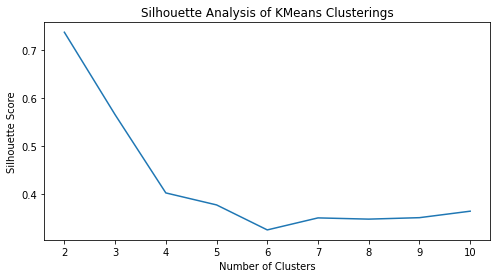 Silhouette Analysis of KMeans Clusterings
0.7
0.6
0.5
0.4
Silhouette Score
2 3 4 5 6 7 8 9 10
Number of Clusters